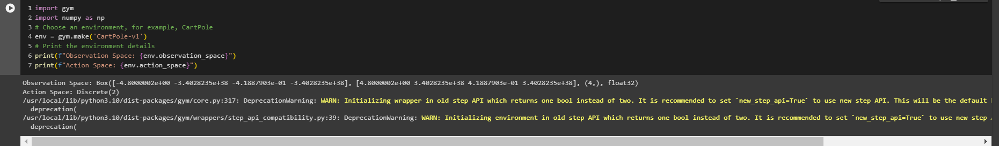 1 import gym
2 import numpy as np
3 # Choose an environment, for example, CartPole
4 env = gym.make('CartPole-v1')
5 # Print the environment details
6 print(f"Observation Space: {env.observation_space}")
7 print(f"Action Space: {env.action_space}")
Observation Space: Box([-4.8000002e+00 -3.4028235e+38 -4.1887903e-01 -3.4028235e+38], [4.8000002e+00 3.4028235e+38 4.1887903e-01 3.4028235e+38], (4,), float32)
Action Space: Discrete(2)
/usr/local/lib/python3.10/dist-packages/gym/core.py:317: DeprecationWarning: WARN: Initializing wrapper in old step API which returns one bool instead of two. It is recommended to set `new_step_api=True` to use new step API. This will be the default
  deprecation(
/usr/local/lib/python3.10/dist-packages/gym/wrappers/step_api_compatibility.py:39: DeprecationWarning: WARN: Initializing environment in old step API which returns one bool instead of two. It is recommended to set `new_step_api=True` to use new step
  deprecation(